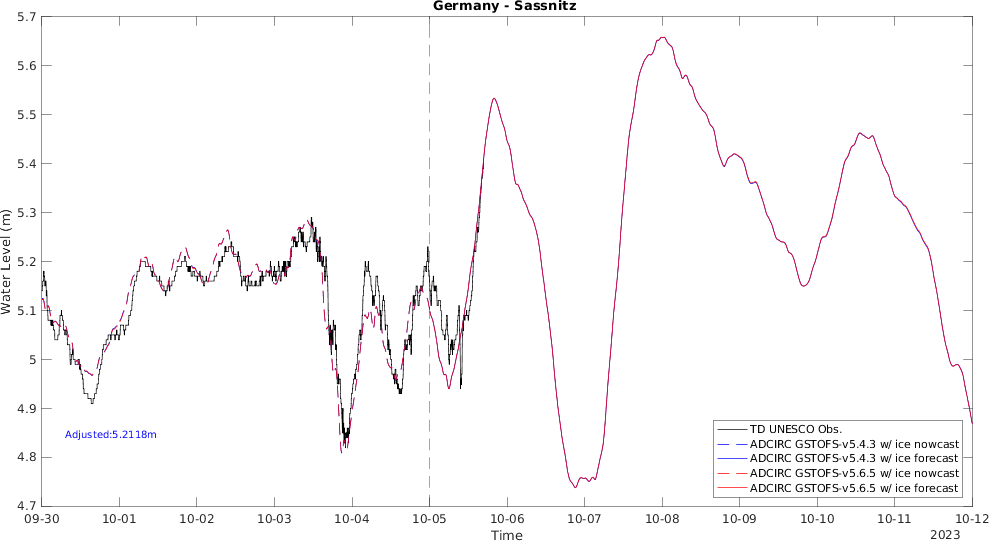 Germany - Sassnitz
5.7
5.6
5.5
5.4
5.3
5.2
5.1
5
4.9
4.8
4.7
Water Level (m)
Adjusted:5.2118m
TD UNESCO Obs.
ADCIRC GSTOFS-v5.4.3 w/ ice nowcast
ADCIRC GSTOFS-v5.4.3 w/ ice forecast
ADCIRC GSTOFS-v5.6.5 w/ ice nowcast
ADCIRC GSTOFS-v5.6.5 w/ ice forecast
09-30 10-01 10-02 10-03 10-04 10-05 10-06 10-07 10-08 10-09 10-10 10-11 10-12
Time
2023